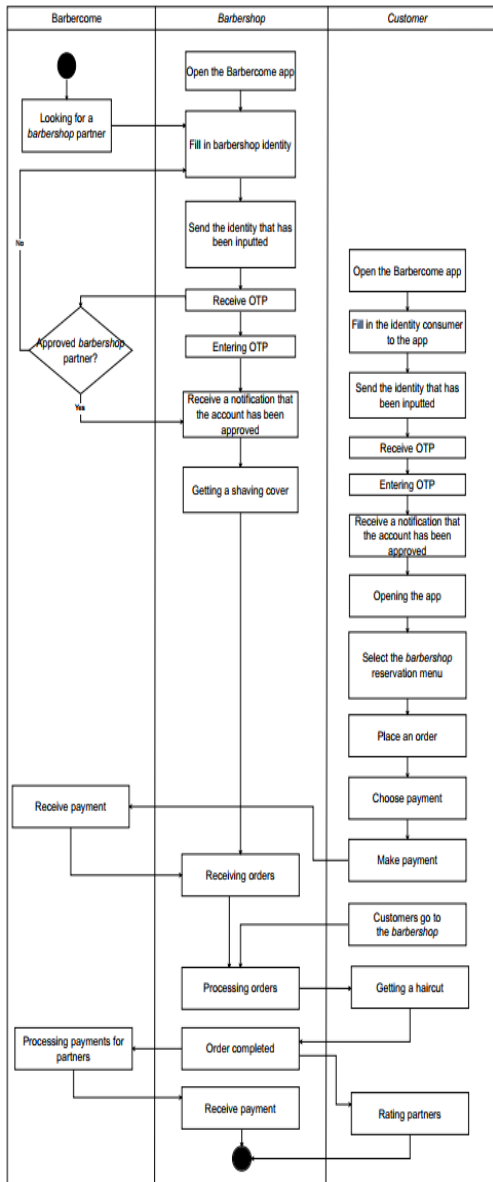 Barbercome
Barbershop
Customer
Open the Barbercome app
Looking for a
barbershop partner
Fill in barbershop identity
No
Send the identity that has
been inputted
Receive OTP
Approved barbershop
partner?
Entering OTP
Yes
Receive a notification that
the account has been
approved
Getting a shaving cover
Open the Barbercome app
Fill in the identity consumer
to the app
Send the identity that has
been inputted
Receive OTP
Entering OTP
Receive a notification that
the account has been
approved
Opening the app
Select the barbershop
reservation menu
Place an order
Choose payment
Make payment
Receive payment
Receiving orders
Customers go to
the barbershop
Processing orders
Getting a haircut
Order completed
Processing payments for
partners
Receive payment
Rating partners